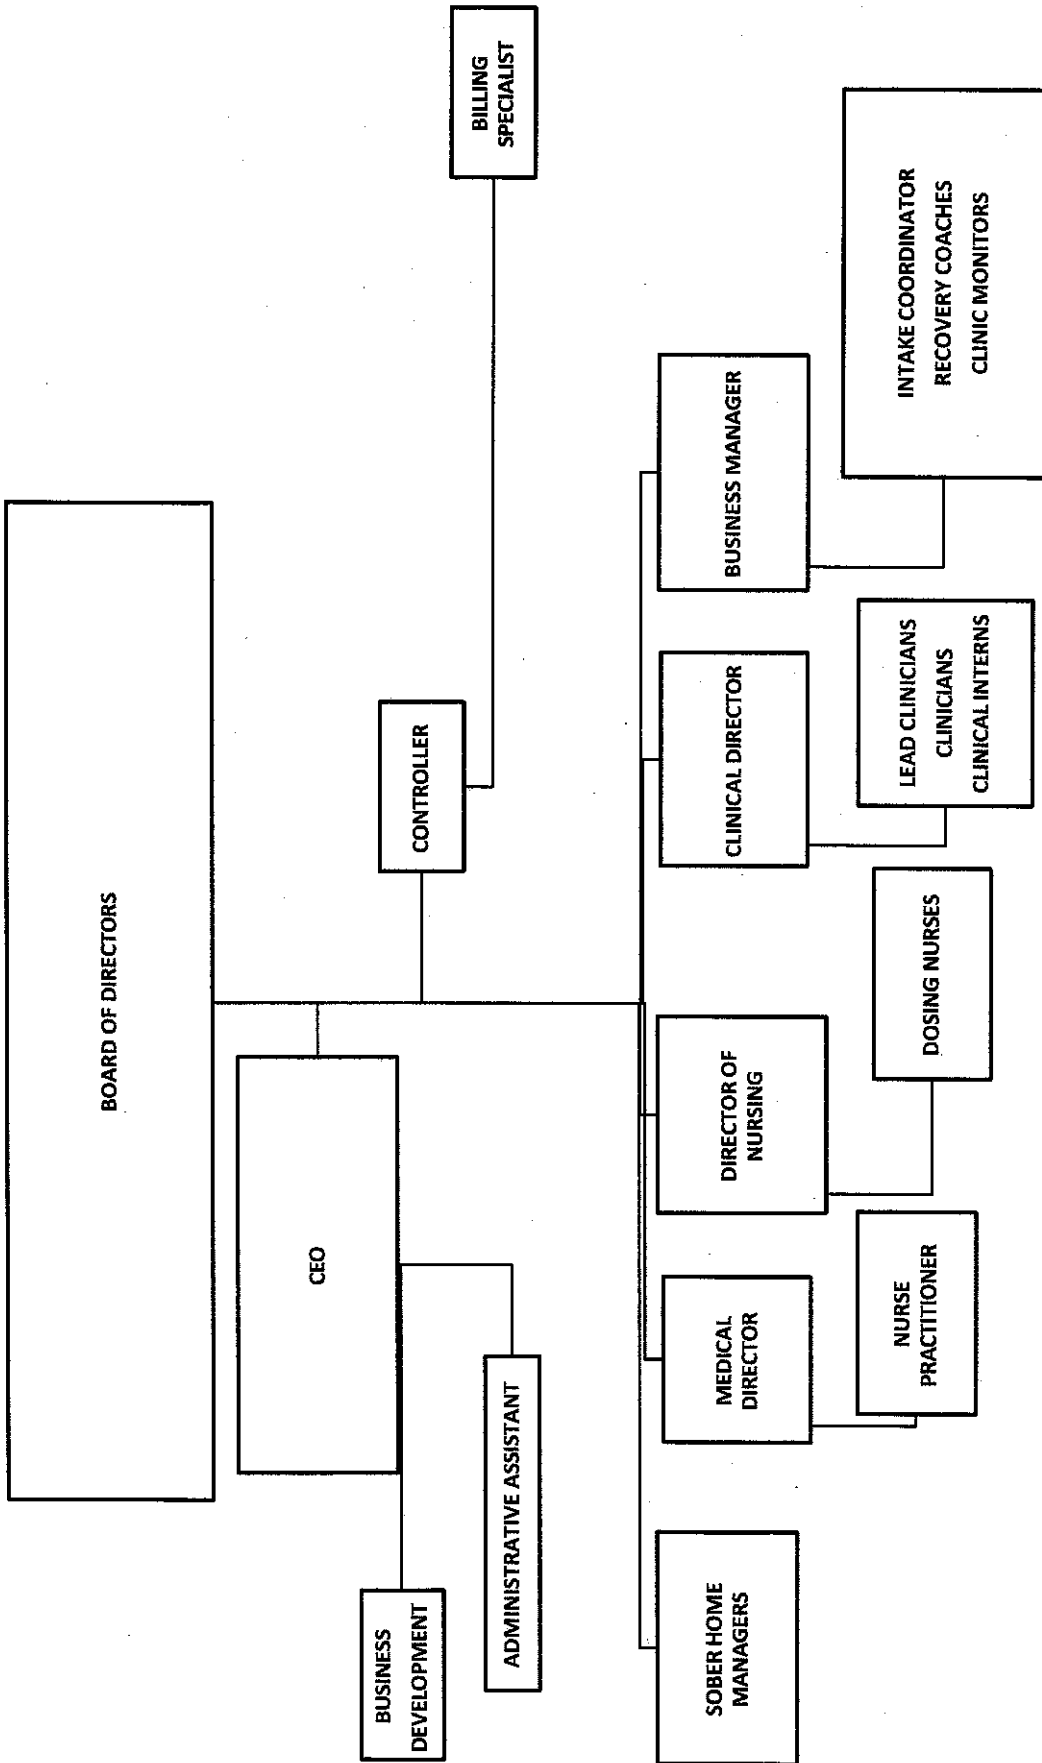 BOARD OF DIRECTORS
CEO
BUSINESS
DEVELOPMENT
CONTROLLER
BILLING
SPECIALIST
ADMINISTRATIVE ASSISTANT
SOBER HOME
MANAGERS
MEDICAL
DIRECTOR
DIRECTOR OF
NURSING
CLINICAL DIRECTOR
BUSINESS MANAGER
NURSE
PRACTITIONER
DOSING NURSES
LEAD CLINICIANS
CLINICIANS
CLINICAL INTERNS
INTAKE COORDINATOR
RECOVERY COACHES
CLINIC MONITORS